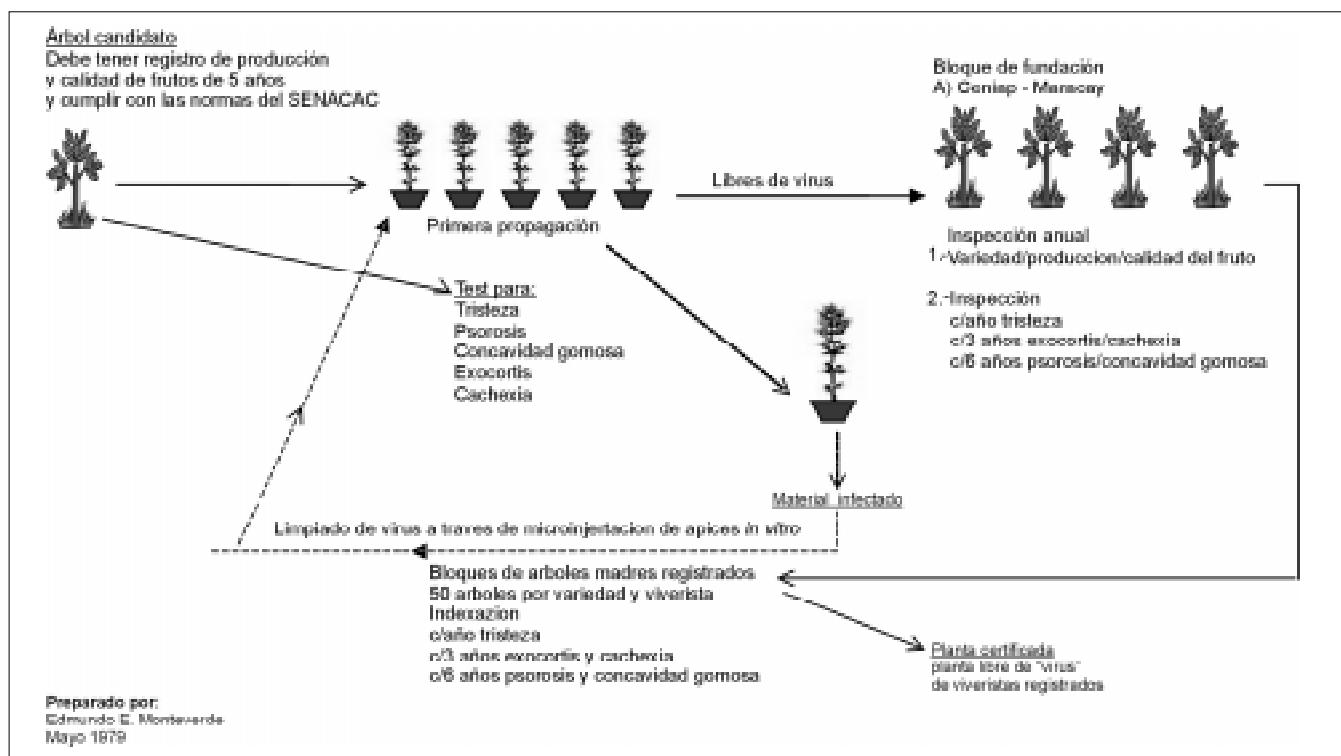 Árbol candidato
Debe tener registro de producción
y calidad de frutos de 5 años
y cumplir con las normas del SENACAC
Bloque de fundación
A) Ceniap - Maracay
Libres de virus
Primera propagación
Inspección anual
1.-Variedad/produccion/calidad del fruto
2.-Inspección
c/año tristeza
c/3 años exocortis/cachexia
c/6 años psorosis/concavidad gomosa
Test para:
Tristeza
Psorosis
Concavidad gomosa
Exocortis
Cachexia
Material infectado
Limpiado de virus a traves de microinjertacion de apices in vitro
Bloques de arboles madres registrados
50 arboles por variedad y viverista
Indexazion
c/año tristeza
c/3 años exocortis y cachexia
c/6 años psorosis y concavidad gomosa
Planta certificada
planta libre de "virus"
de viveristas registrados
Preparado por:
Edmundo E. Monteverde
Mayo 1979